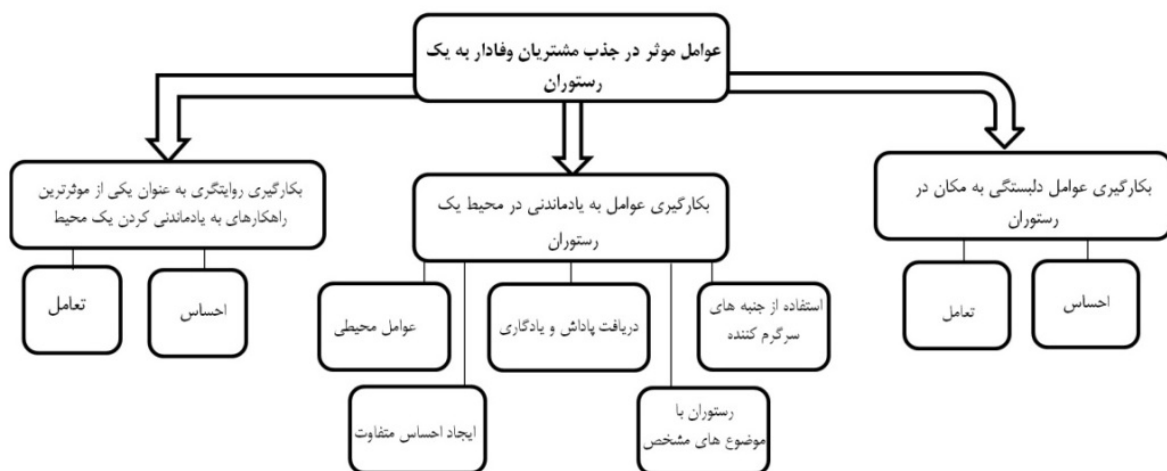 عوامل موثر در جذب مشتریان وفادار به یک
رستوران
بکارگیری عوامل دلبستگی به مکان در
رستوران
احساس
تعامل
بکارگیری عوامل به یادماندنی در محیط یک
رستوران
استفاده از جنبه های
سرگرم کننده
رستوران با
موضوع های مشخص
دریافت پاداش و یادگاری
ایجاد احساس متفاوت
عوامل محیطی
بکارگیری روایتگری به عنوان یکی از موثرترین
راهکارهای به یادماندنی کردن یک محیط
احساس
تعامل